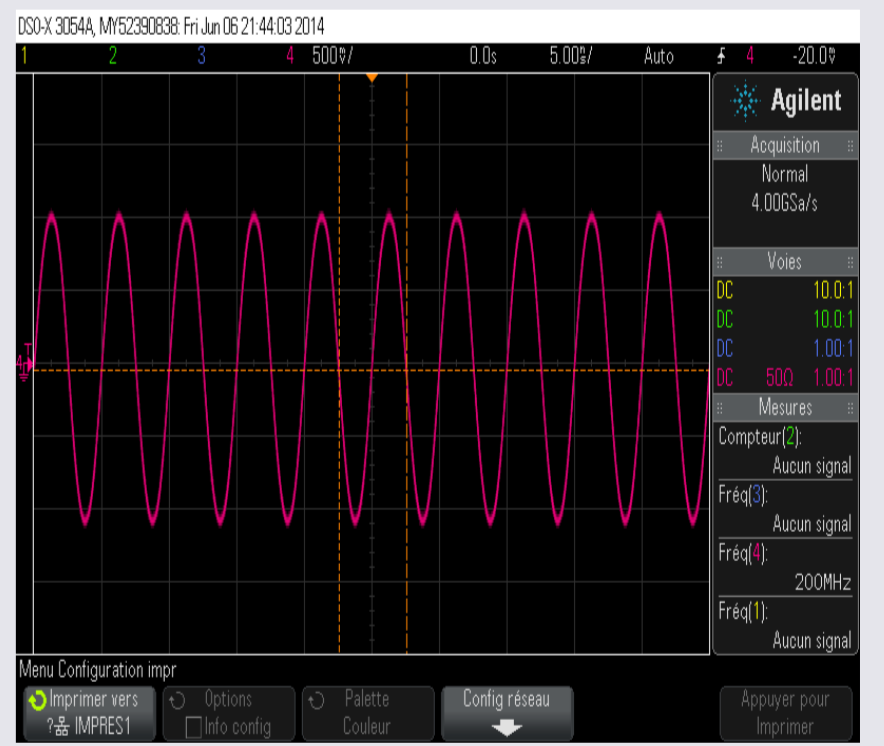 DSO-X 3054A, MY52390838: Fri Jun 06 21:44:03 2014
1 2 3 4 500mV/ 0.0s 5.00ns/ Auto 4 -20.0mV
Agilent
Acquisition
Normal
4.00GSa/s
Voies
DC 10.0:1
DC 10.0:1
DC 1.00:1
DC 50Ω 1.00:1
Mesures
Compteur(2):
Aucun signal
Fréq(3):
Aucun signal
Fréq(4):
200MHz
Fréq(1):
Aucun signal
T
4
Menu Configuration impr
Imprimer vers
? IMPRES1
Options
Info config
Palette
Couleur
Config réseau
Appuyer pour
Imprimer